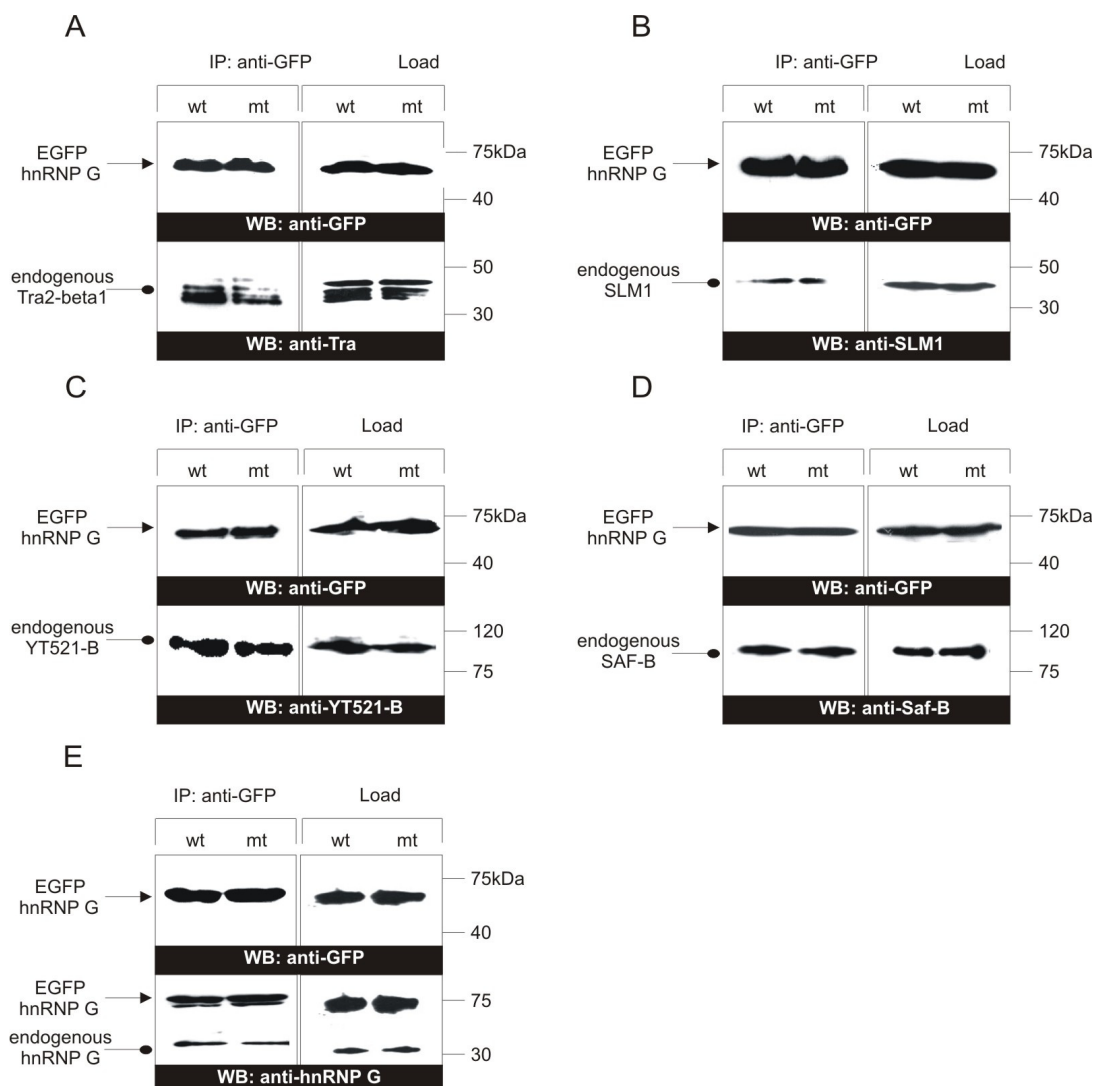 A
IP: anti-GFP Load
wt mt wt mt
EGFP
hnRNP G
75kDa
40
WB: anti-GFP
endogenous
Tra2-beta1
50
30
WB: anti-Tra
B
IP: anti-GFP Load
wt mt wt mt
EGFP
hnRNP G
75kDa
40
WB: anti-GFP
endogenous
SLM1
50
30
WB: anti-SLM1
C
IP: anti-GFP Load
wt mt wt mt
EGFP
hnRNP G
75kDa
40
WB: anti-GFP
endogenous
YT521-B
120
75
WB: anti-YT521-B
D
IP: anti-GFP Load
wt mt wt mt
EGFP
hnRNP G
75kDa
40
WB: anti-GFP
endogenous
SAF-B
120
75
WB: anti-Saf-B
E
IP: anti-GFP Load
wt mt wt mt
EGFP
hnRNP G
75kDa
40
WB: anti-GFP
EGFP
hnRNP G
75
endogenous
hnRNP G
30
WB: anti-hnRNP G